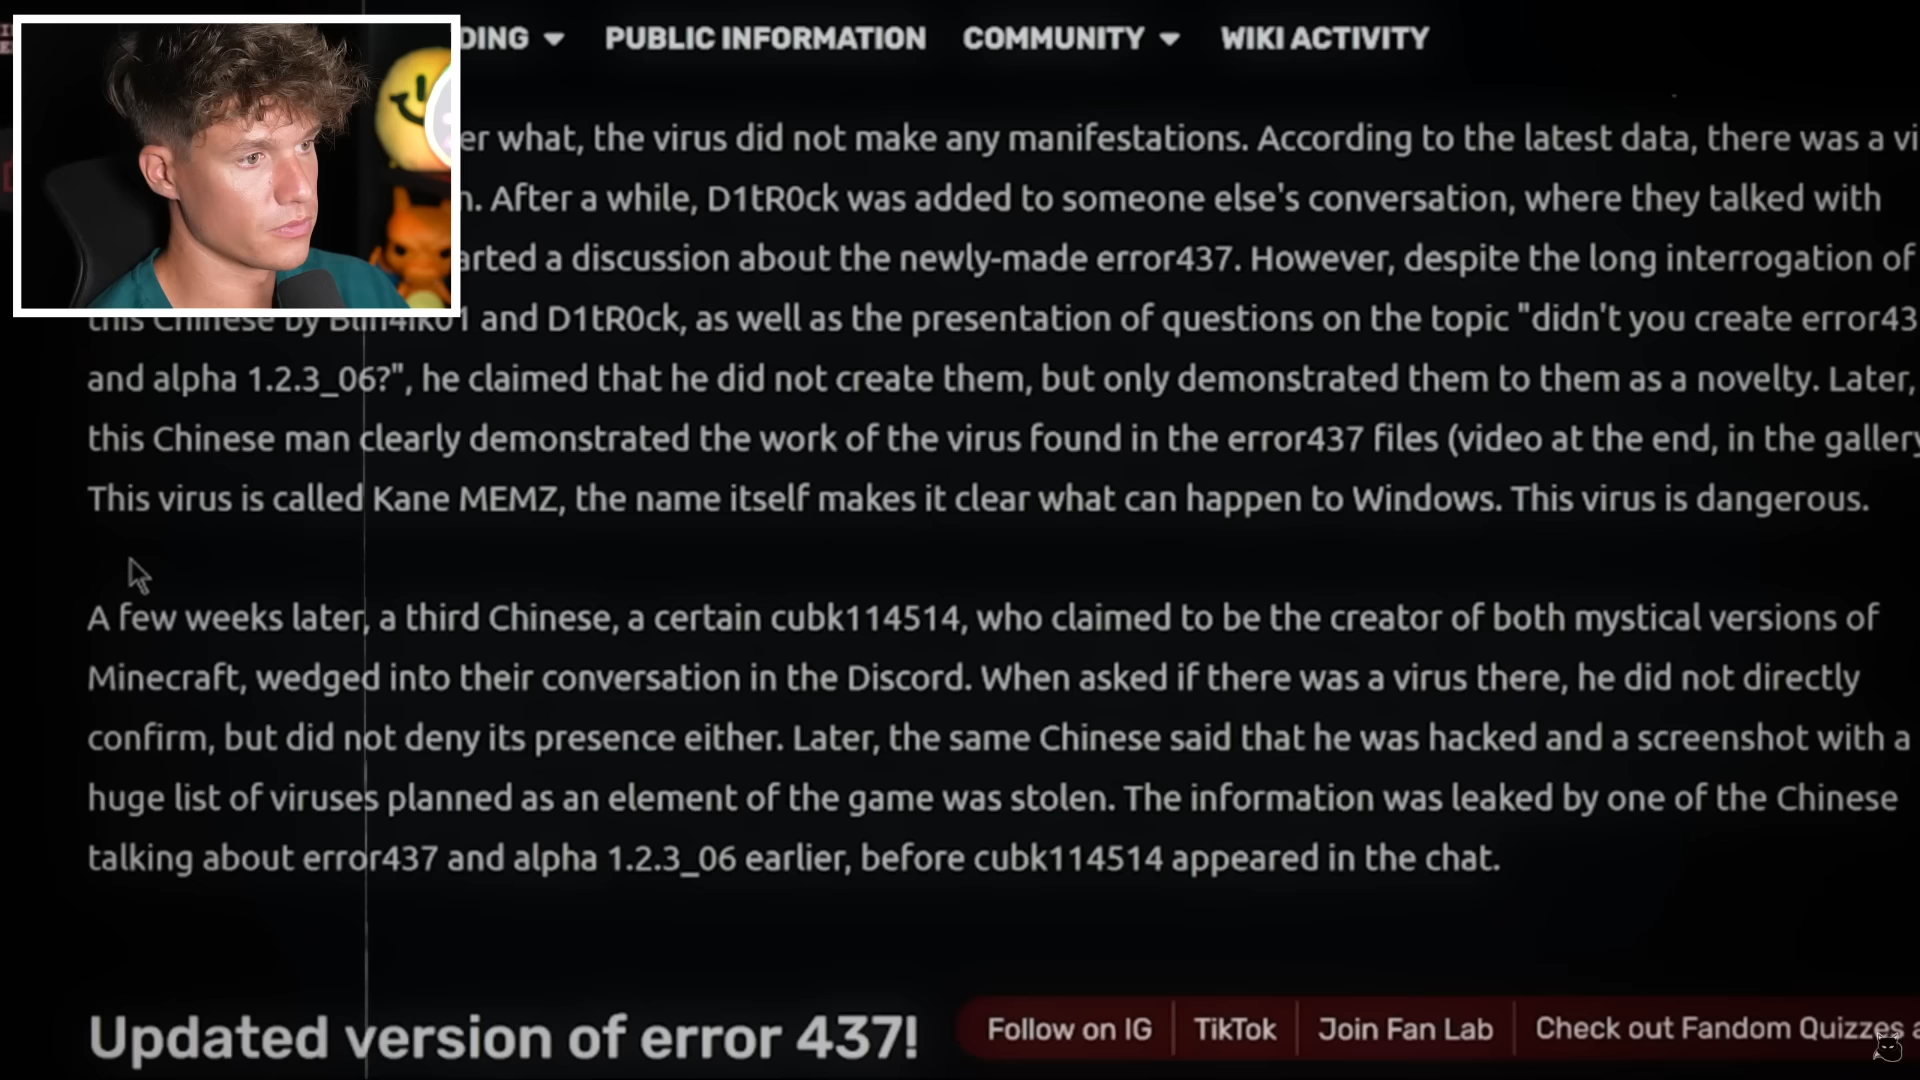 DING
PUBLIC INFORMATION
COMMUNITY
WIKI ACTIVITY
er what, the virus did not make any manifestations. According to the latest data, there was a vi
n. After a while, D1tR0ck was added to someone else's conversation, where they talked with
arted a discussion about the newly-made error437. However, despite the long interrogation of
this Chinese by and D1tR0ck, as well as the presentation of questions on the topic "didn't you create error43
and alpha 1.2.3_06?", he claimed that he did not create them, but only demonstrated them to them as a novelty. Later,
this Chinese man clearly demonstrated the work of the virus found in the error437 files (video at the end, in the gallery
This virus is called Kane MEMZ, the name itself makes it clear what can happen to Windows. This virus is dangerous.
A few weeks later, a third Chinese, a certain cubk114514, who claimed to be the creator of both mystical versions of
Minecraft, wedged into their conversation in the Discord. When asked if there was a virus there, he did not directly
confirm, but did not deny its presence either. Later, the same Chinese said that he was hacked and a screenshot with a
huge list of viruses planned as an element of the game was stolen. The information was leaked by one of the Chinese
talking about error437 and alpha 1.2.3_06 earlier, before cubk114514 appeared in the chat.
Updated version of error 437!
Follow on IG
TikTok
Join Fan Lab
Check out Fandom Quizzes a